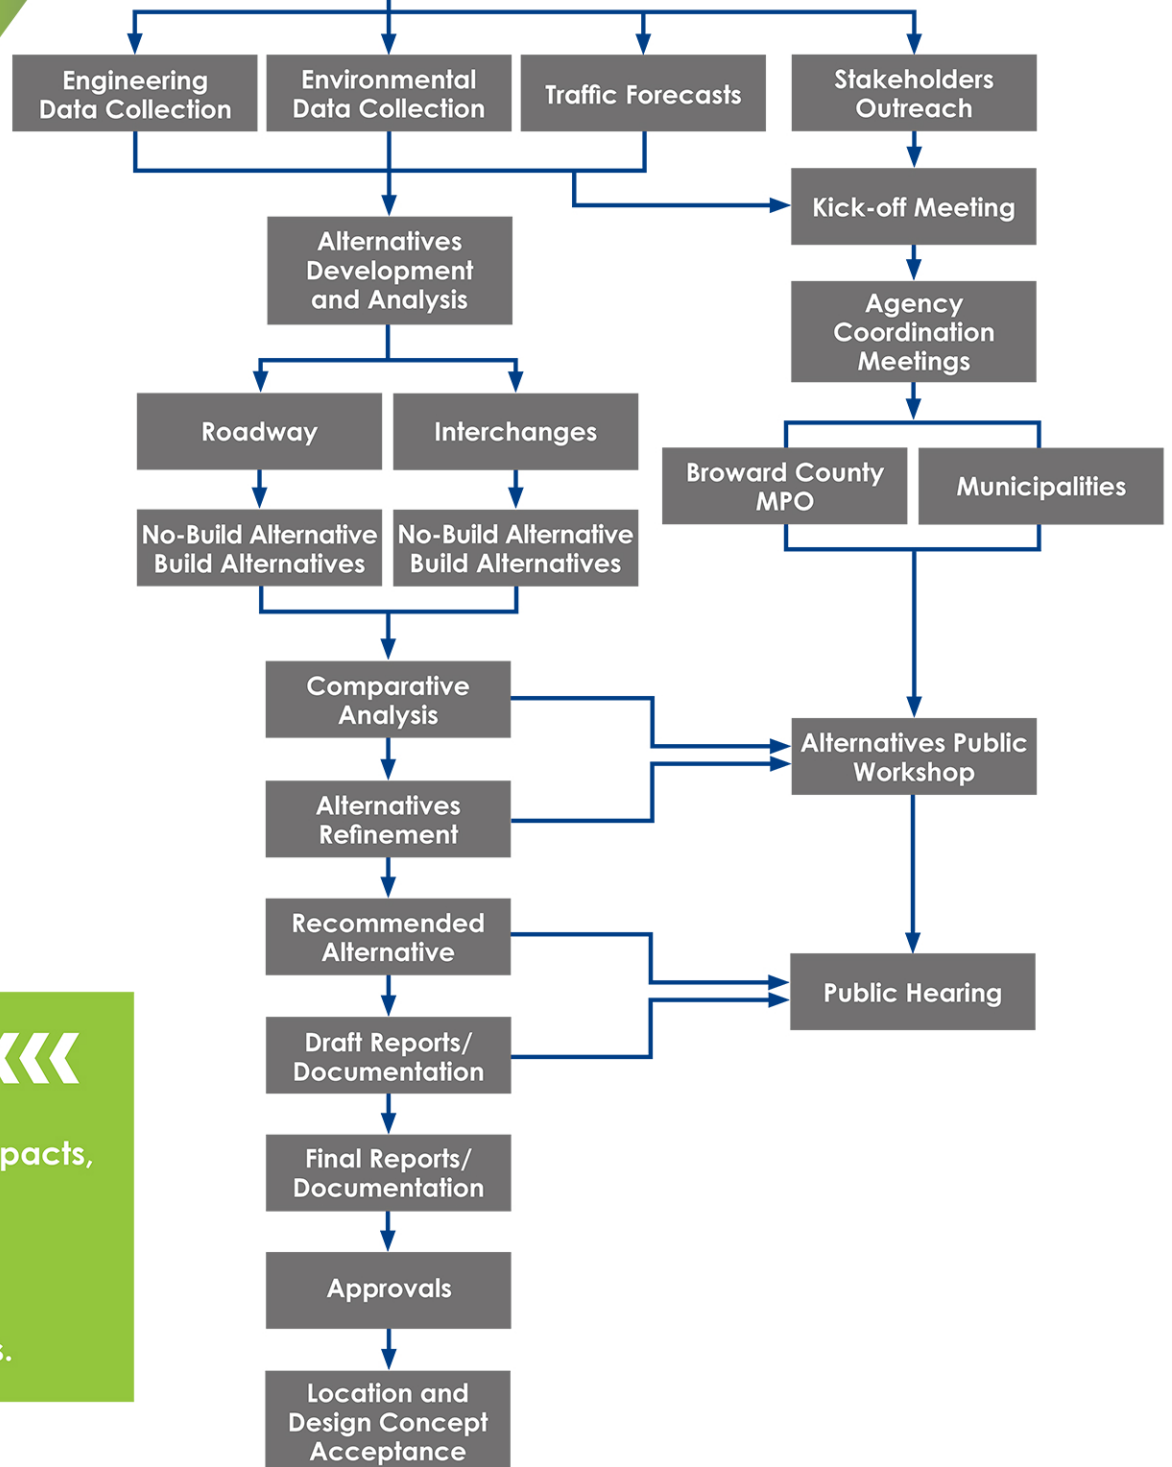 Engineering
Data Collection
Environmental
Data Collection
Traffic Forecasts
Stakeholders
Outreach
Kick-off Meeting
Alternatives
Development
and Analysis
Agency
Coordination
Meetings
Roadway
Interchanges
Broward County
MPO
Municipalities
No-Build Alternative
Build Alternatives
No-Build Alternative
Build Alternatives
Comparative
Analysis
Alternatives Public
Workshop
Alternatives
Refinement
Recommended
Alternative
Public Hearing
Draft Reports/
Documentation
Final Reports/
Documentation
Approvals
Location and
Design Concept
Acceptance
pacts,
s.